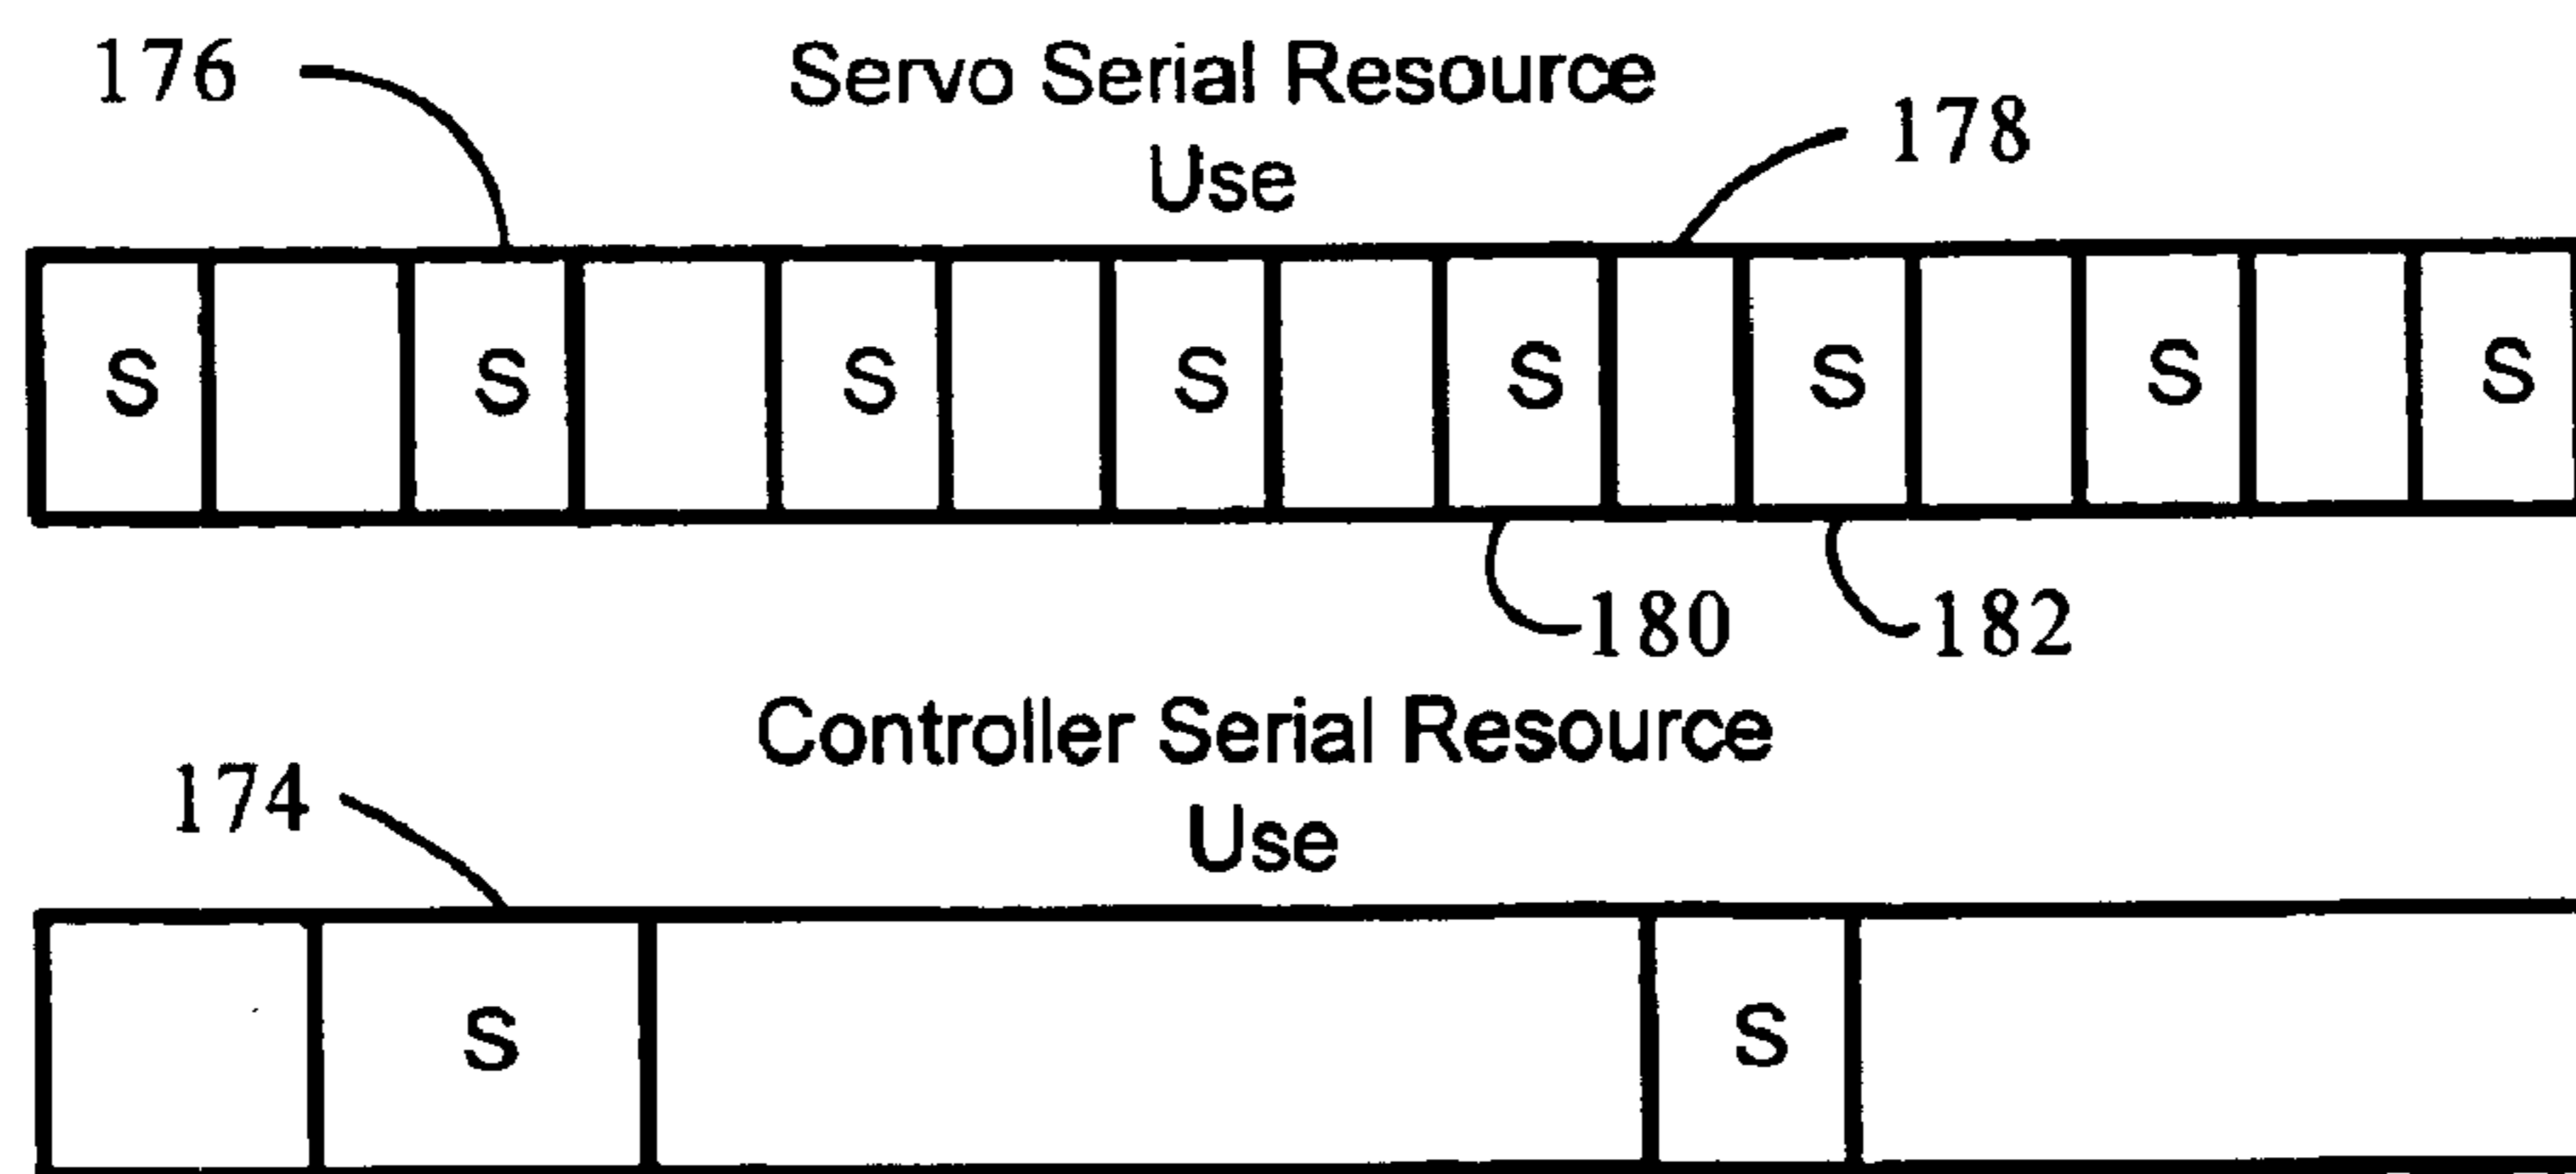 176
Servo Serial Resource
Use
178
S S S S S S S S
180
182
Controller Serial Resource
Use
174
S S